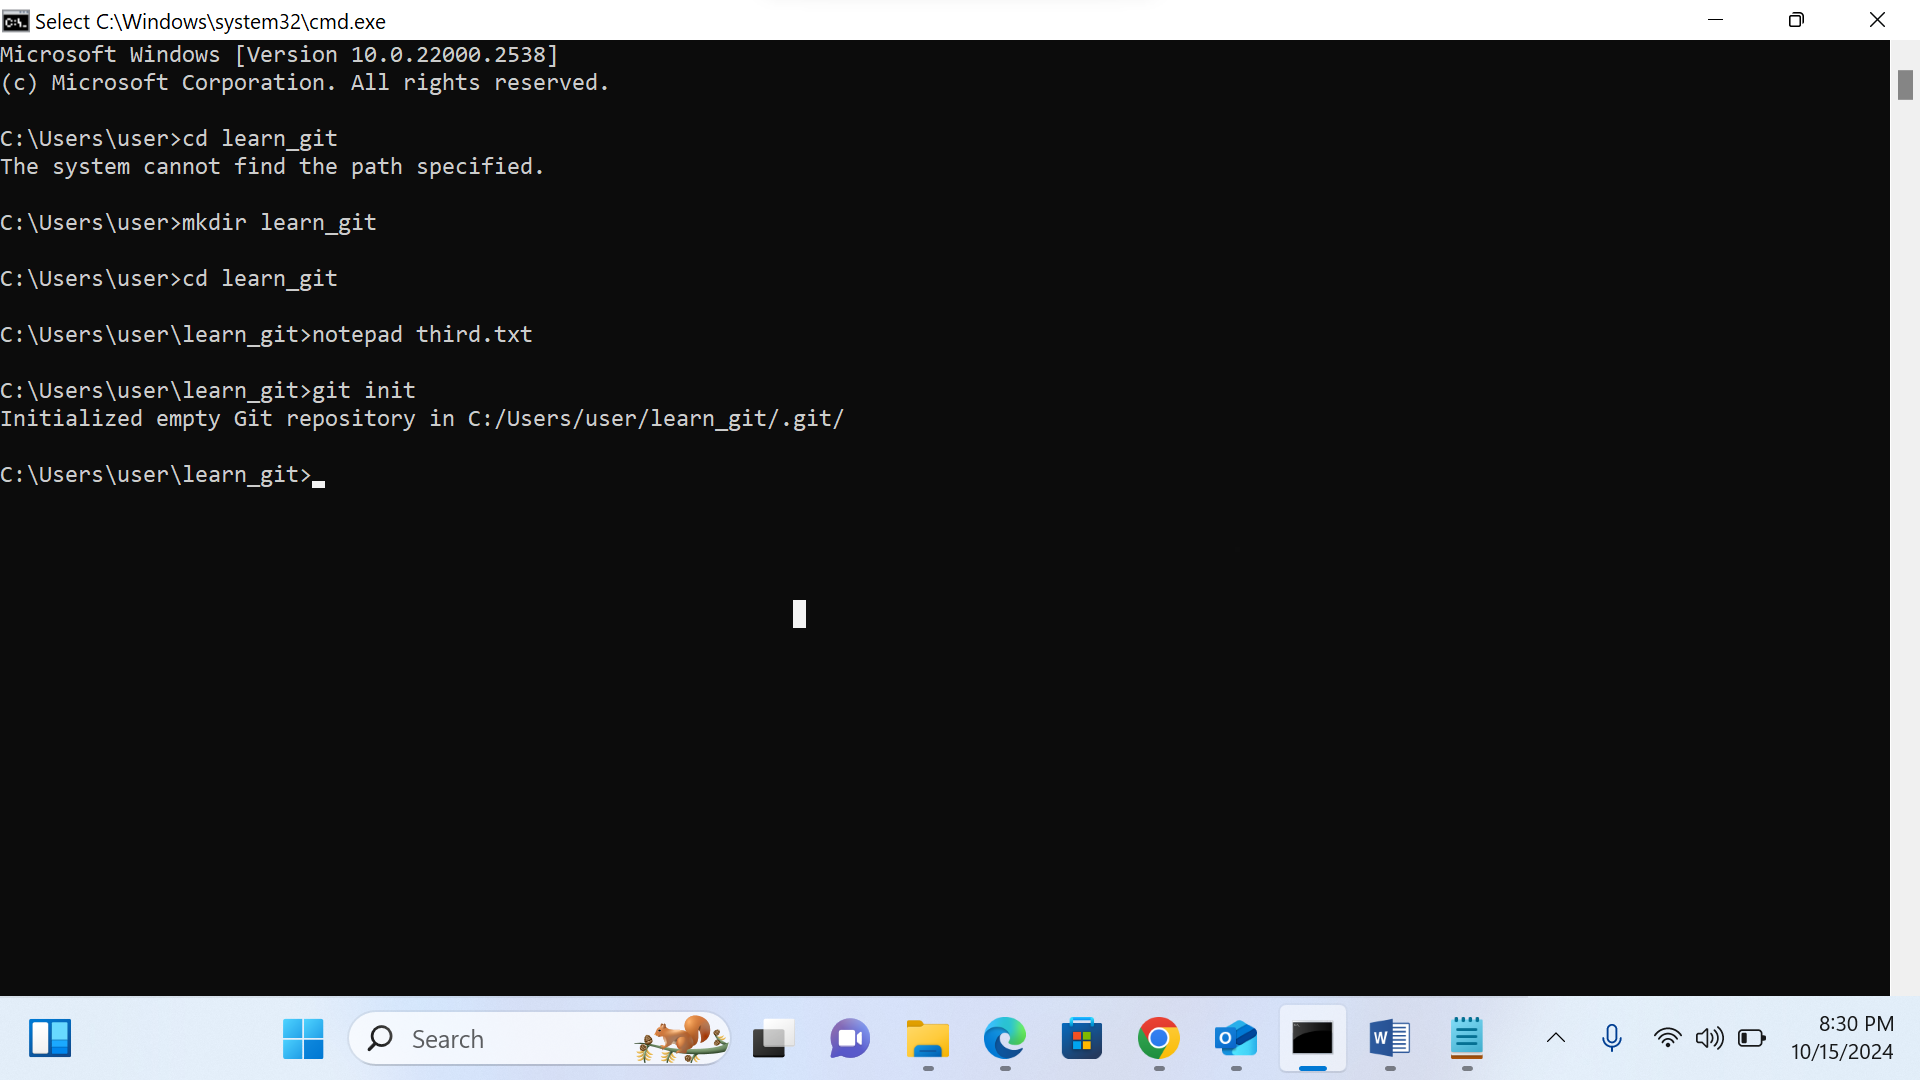 Select C:\Windows\system32\cmd.exe
Microsoft Windows [Version 10.0.22000.2538]
(c) Microsoft Corporation. All rights reserved.
C:\Users\user>cd learn_git
The system cannot find the path specified.
C:\Users\user>mkdir learn_git
C:\Users\user>cd learn_git
C:\Users\user\learn_git>notepad third.txt
C:\Users\user\learn_git>git init
Initialized empty Git repository in C:/Users/user/learn_git/.git/
C:\Users\user\learn_git>
Search
8:30 PM
10/15/2024